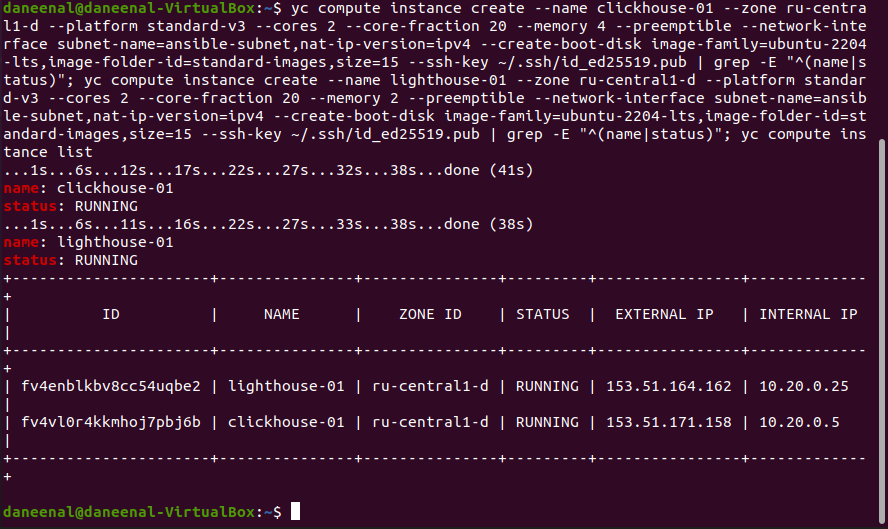 daneenal@daneenal-VirtualBox:~$ yc compute instance create --name clickhouse-01 --zone ru-centra
l1-d --platform standard-v3 --cores 2 --core-fraction 20 --memory 4 --preemptible --network-inte
rface subnet-name=ansible-subnet,nat-ip-version=ipv4 --create-boot-disk image-family=ubuntu-2204
-lts,image-folder-id=standard-images,size=15 --ssh-key ~/.ssh/id_ed25519.pub | grep -E "^(name|s
tatus)"; yc compute instance create --name lighthouse-01 --zone ru-central1-d --platform standar
d-v3 --cores 2 --core-fraction 20 --memory 2 --preemptible --network-interface subnet-name=ansib
le-subnet,nat-ip-version=ipv4 --create-boot-disk image-family=ubuntu-2204-lts,image-folder-id=st
andard-images,size=15 --ssh-key ~/.ssh/id_ed25519.pub | grep -E "^(name|status)"; yc compute ins
tance list
...1s...6s...12s...17s...22s...27s...32s...38s...done (41s)
name: clickhouse-01
status: RUNNING
...1s...6s...11s...16s...22s...27s...33s...38s...done (38s)
name: lighthouse-01
status: RUNNING
+----------------------+---------------+---------------+---------+----------------+-------------
+
|          ID          |     NAME      |    ZONE ID    | STATUS  |  EXTERNAL IP   | INTERNAL IP
|
+----------------------+---------------+---------------+---------+----------------+-------------
+
| fv4enblkbv8cc54uqbe2 | lighthouse-01 | ru-central1-d | RUNNING | 153.51.164.162 | 10.20.0.25
|
| fv4vl0r4kkmhoj7pbj6b | clickhouse-01 | ru-central1-d | RUNNING | 153.51.171.158 | 10.20.0.5
|
+----------------------+---------------+---------------+---------+----------------+-------------
+
daneenal@daneenal-VirtualBox:~$